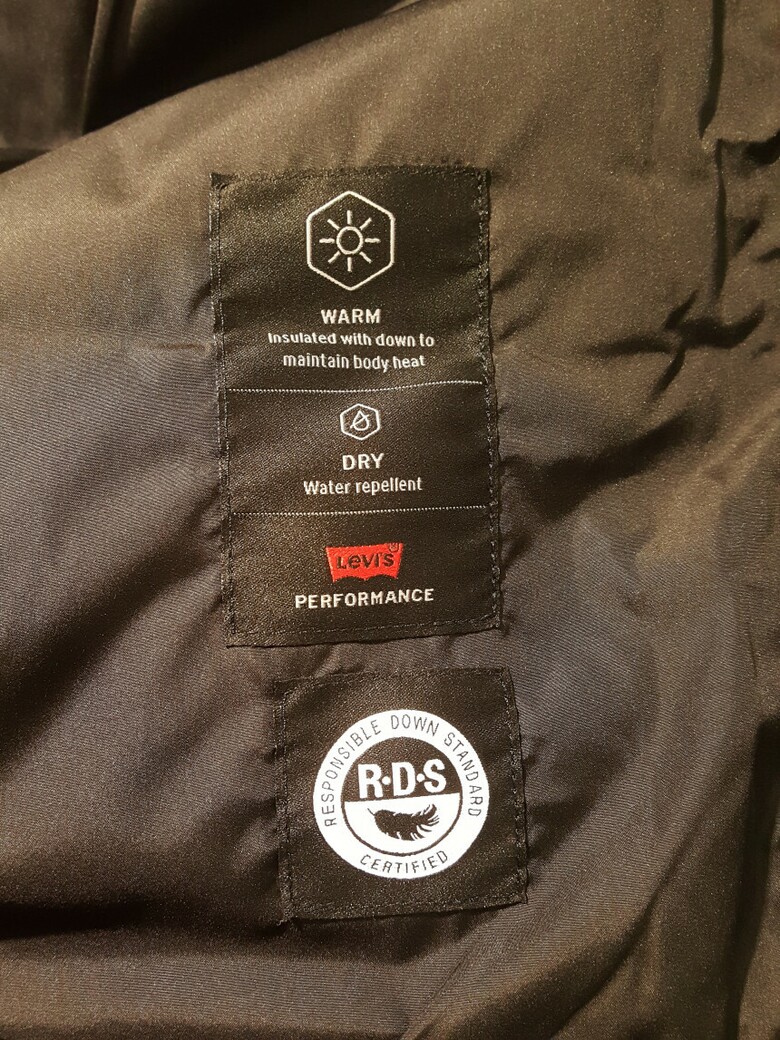 WARM
Insulated with down to
maintain body heat
DRY
Water repellent
Levi's
PERFORMANCE
RESPONSIBLE DOWN STANDARD
R·D·S
CERTIFIED